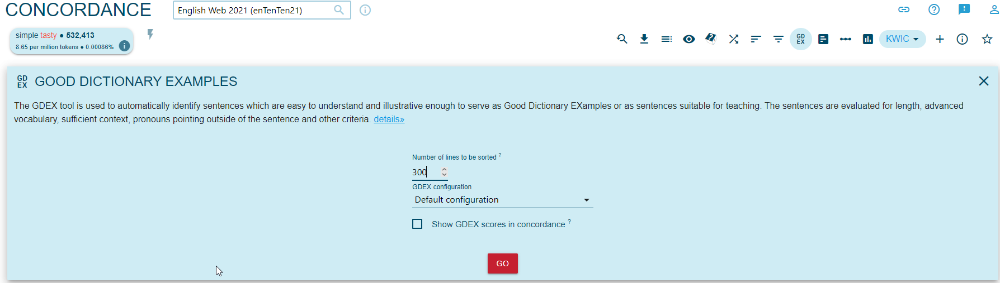 CONCORDANCE
English Web 2021 (enTenTen21)
simple tasty ● 532,413
8.65 per million tokens ● 0.00086%
GD
EX
KWIC
GD
EX
GOOD DICTIONARY EXAMPLES
The GDEX tool is used to automatically identify sentences which are easy to understand and illustrative enough to serve as Good Dictionary EXamples or as sentences suitable for teaching. The sentences are evaluated for length, advanced
vocabulary, sufficient context, pronouns pointing outside of the sentence and other criteria. details»
Number of lines to be sorted ?
300
GDEX configuration
Default configuration
Show GDEX scores in concordance ?
GO